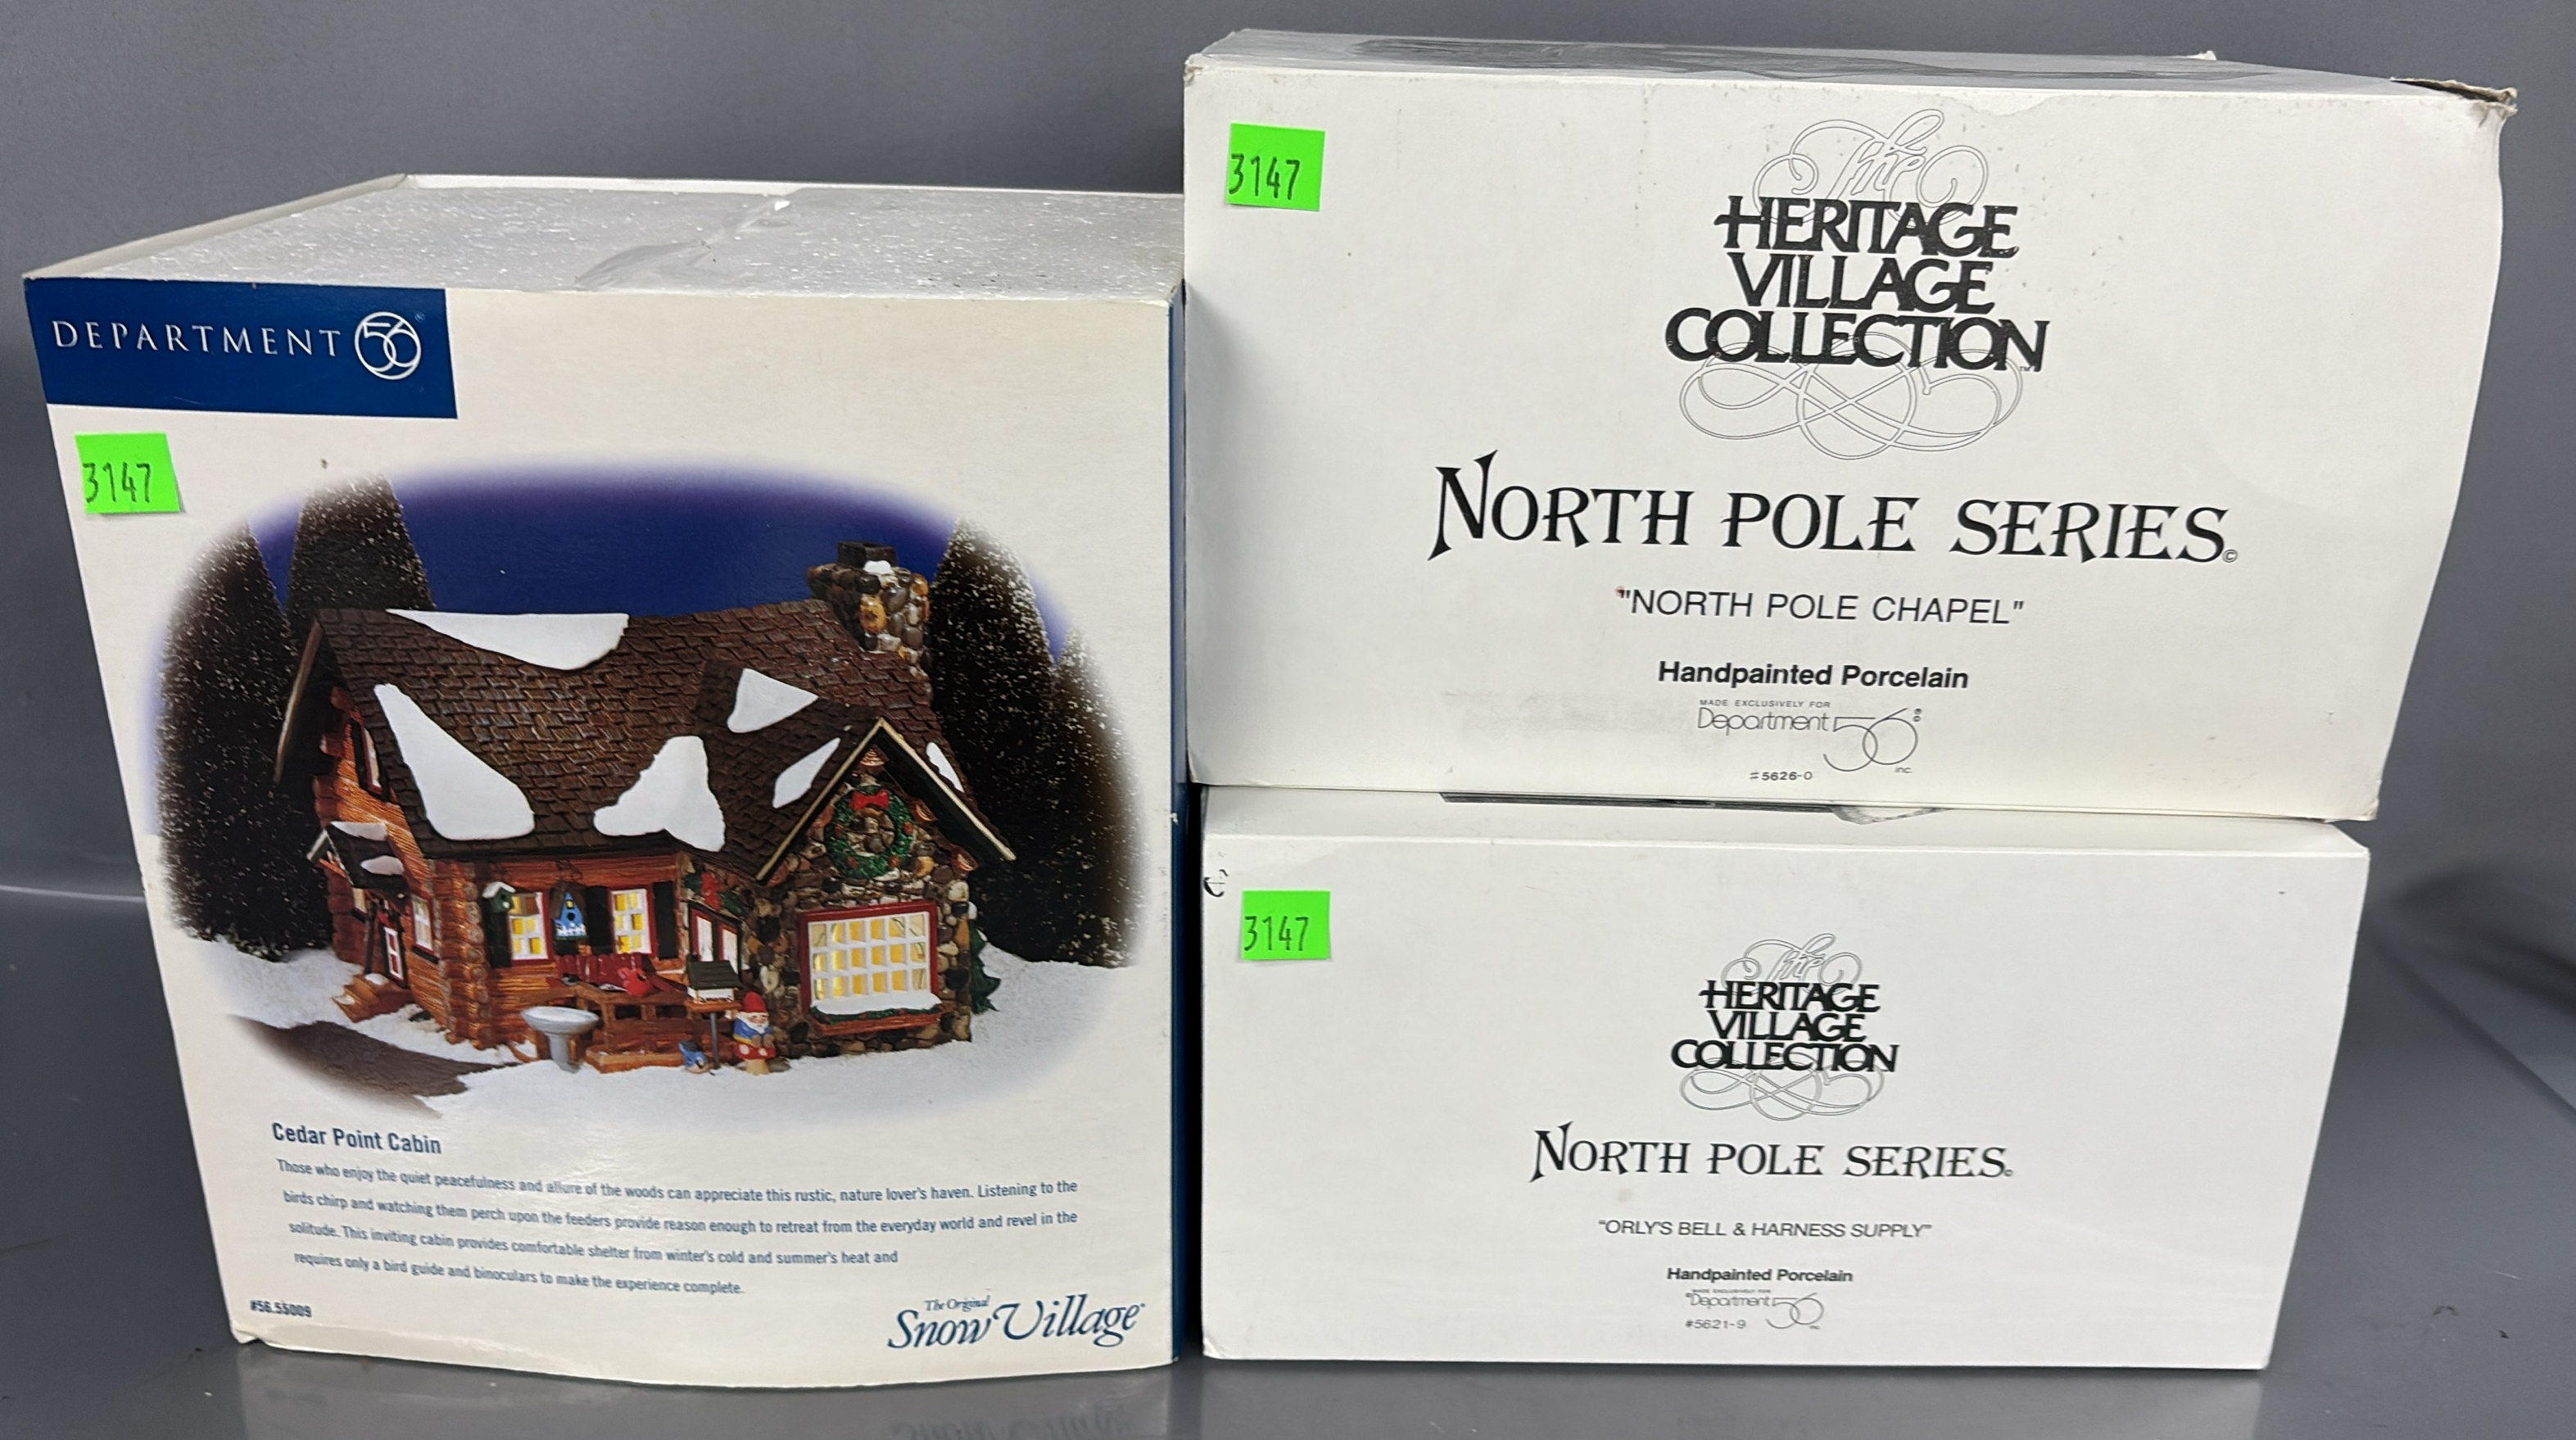 DEPARTMENT 56®
3147
Cedar Point Cabin
Those who enjoy the quiet peacefulness and allure of the woods can appreciate this rustic, nature lover's haven. Listening to the
birds chirp and watching them perch upon the feeders provide reason enough to retreat from the everyday world and revel in the
solitude. This inviting cabin provides comfortable shelter from winter's cold and summer's heat and
requires only a bird guide and binoculars to make the experience complete.
#56.55009
The Original
Snow Village
3147
The
HERITAGE
VILLAGE
COLLECTION™
NORTH POLE SERIES©
"NORTH POLE CHAPEL"
Handpainted Porcelain
MADE EXCLUSIVELY FOR
Department 56®
inc.
#5626-0
3147
The
HERITAGE
VILLAGE
COLLECTION
NORTH POLE SERIES©
"ORLY'S BELL & HARNESS SUPPLY"
Handpainted Porcelain
MADE EXCLUSIVELY FOR
Department 56
inc.
#5621-9